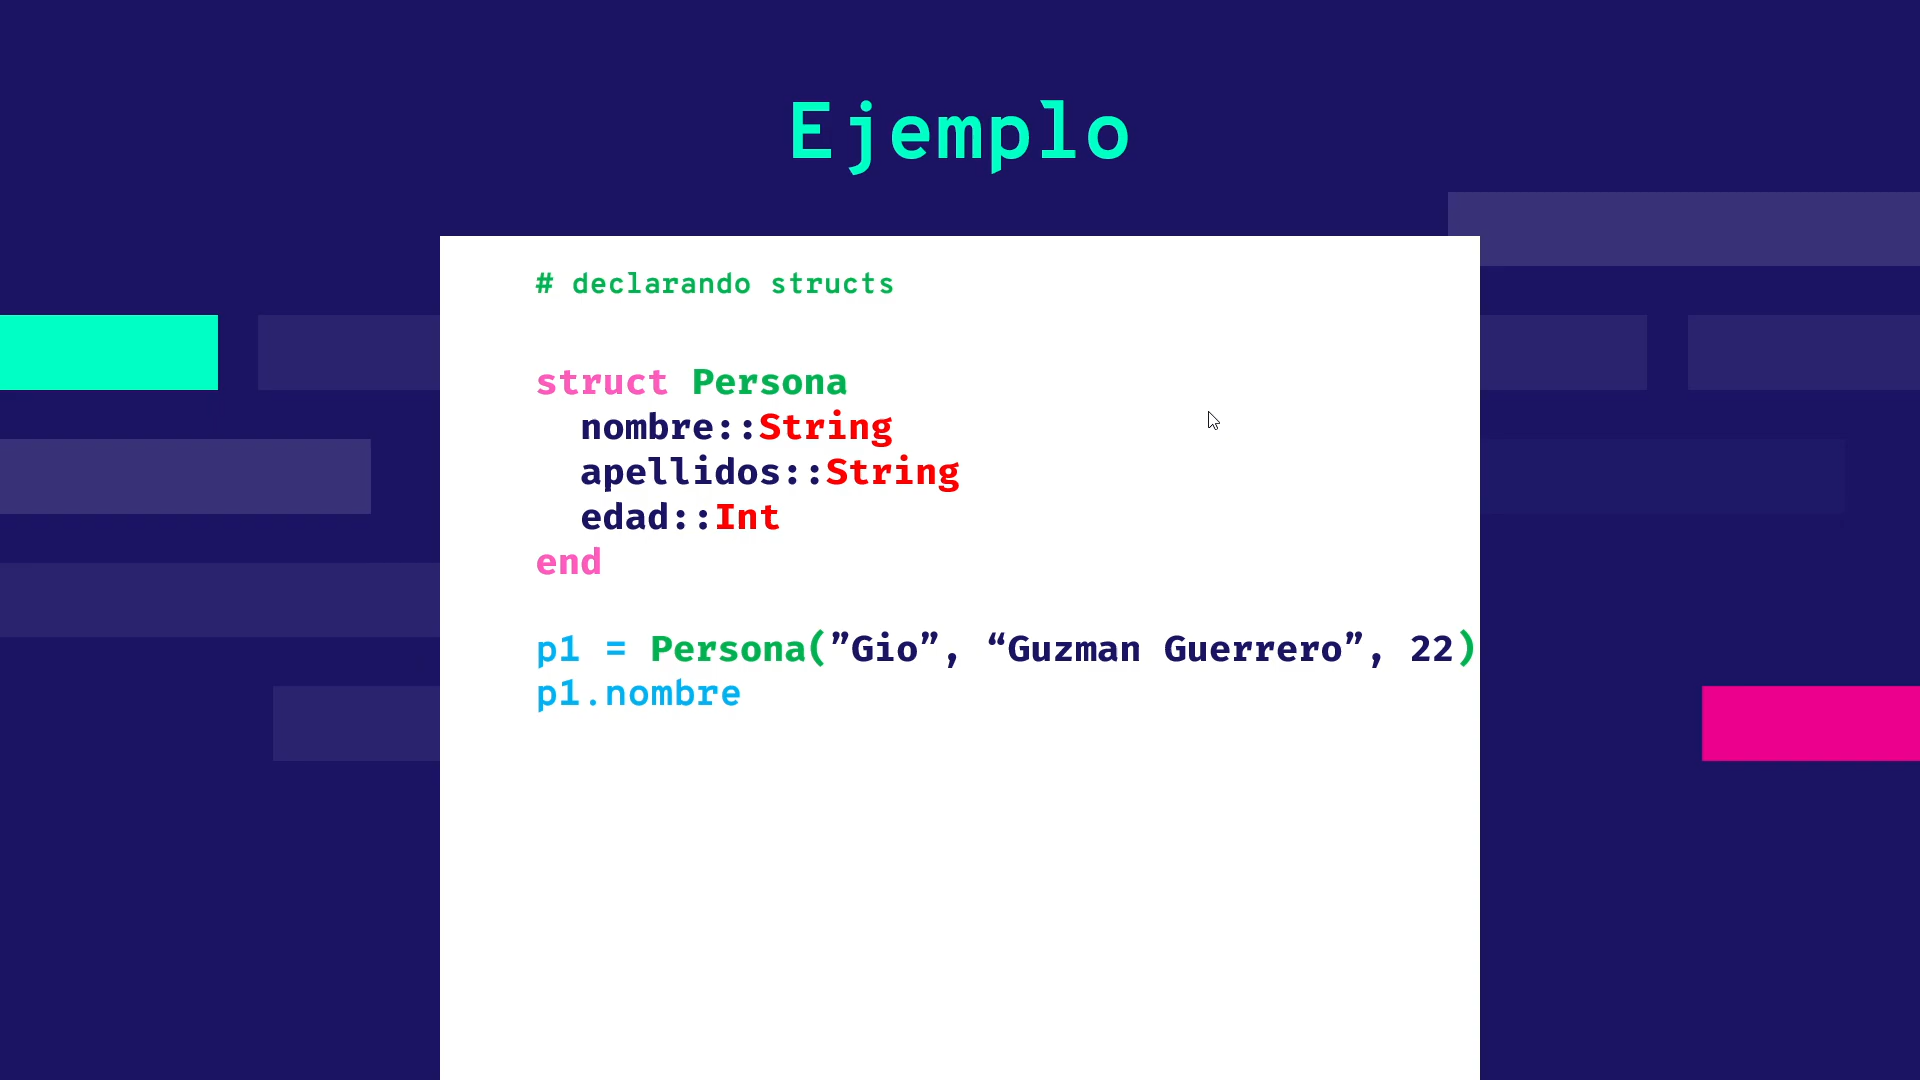 Ejemplo
# declarando structs
struct Persona
nombre::String
apellidos::String
edad::Int
end
p1 = Persona(”Gio”, “Guzman Guerrero”, 22)
p1.nombre